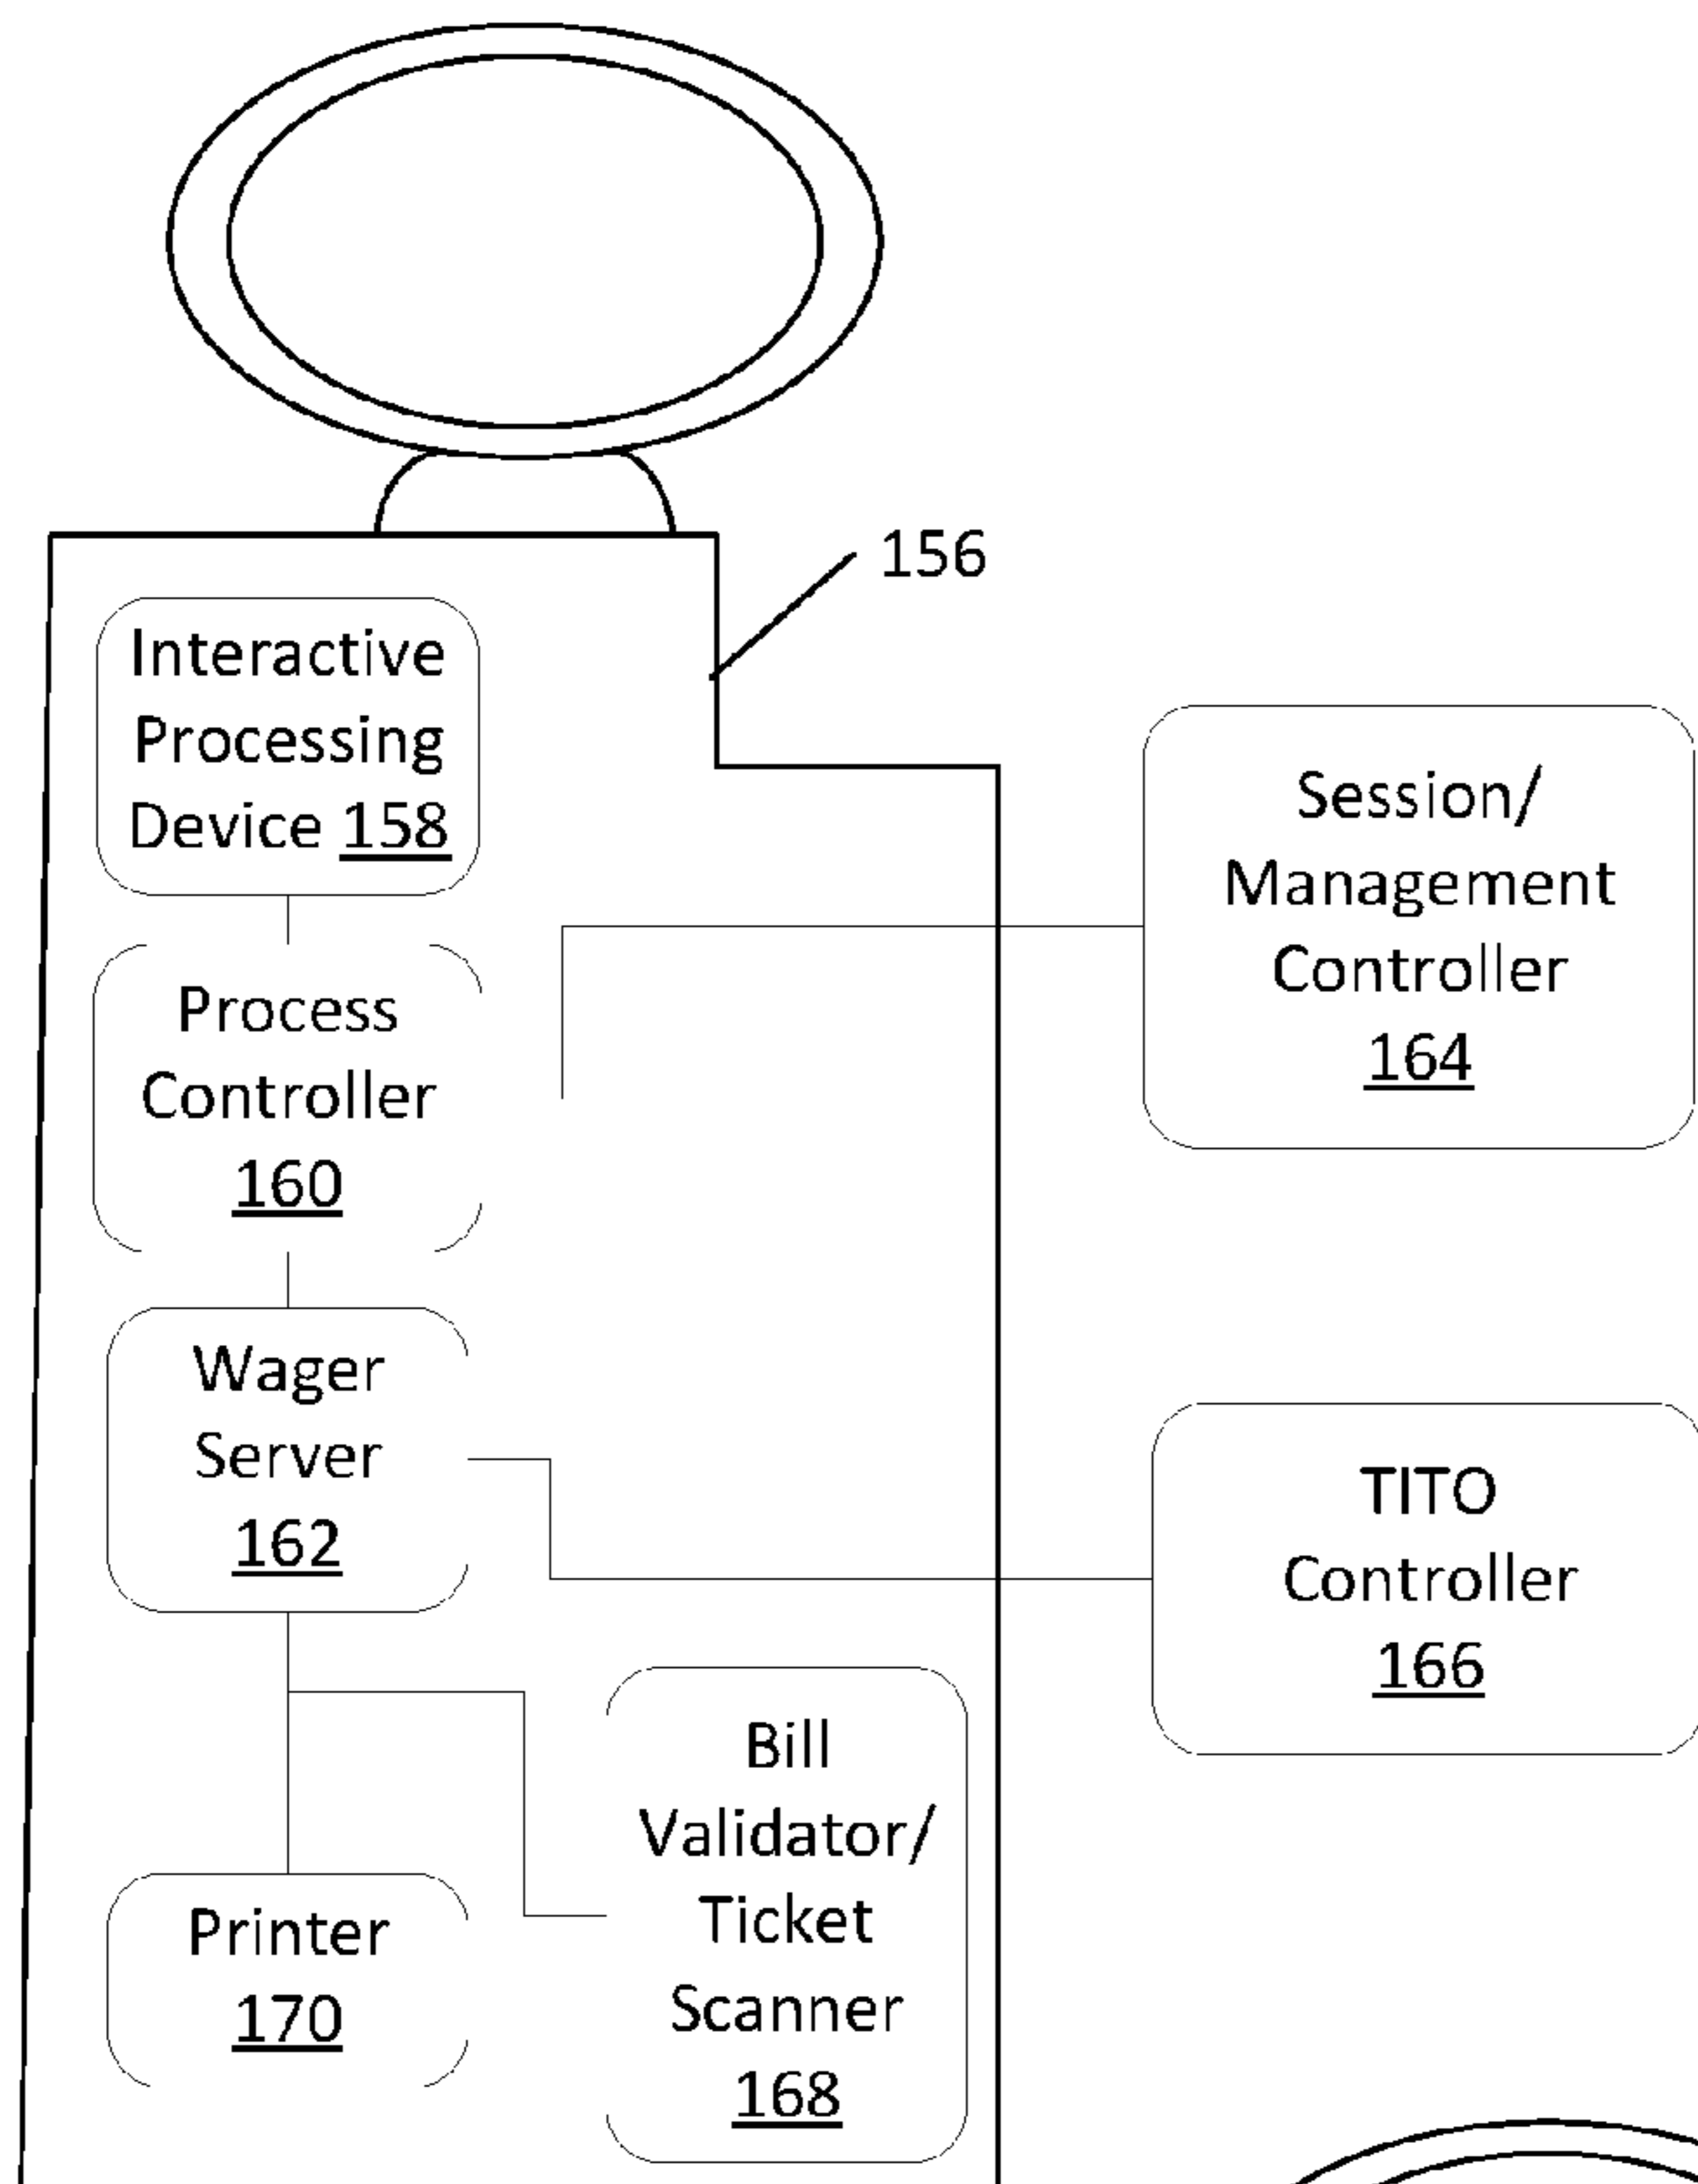 156
Interactive
Processing
Device 158
Process
Controller
160
Wager
Server
162
Printer
170
Bill
Validator/
Ticket
Scanner
168
Session/
Management
Controller
164
TITO
Controller
166